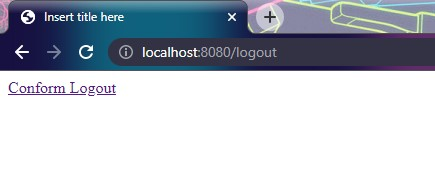 Insert title here
localhost:8080/logout
Conform Logout